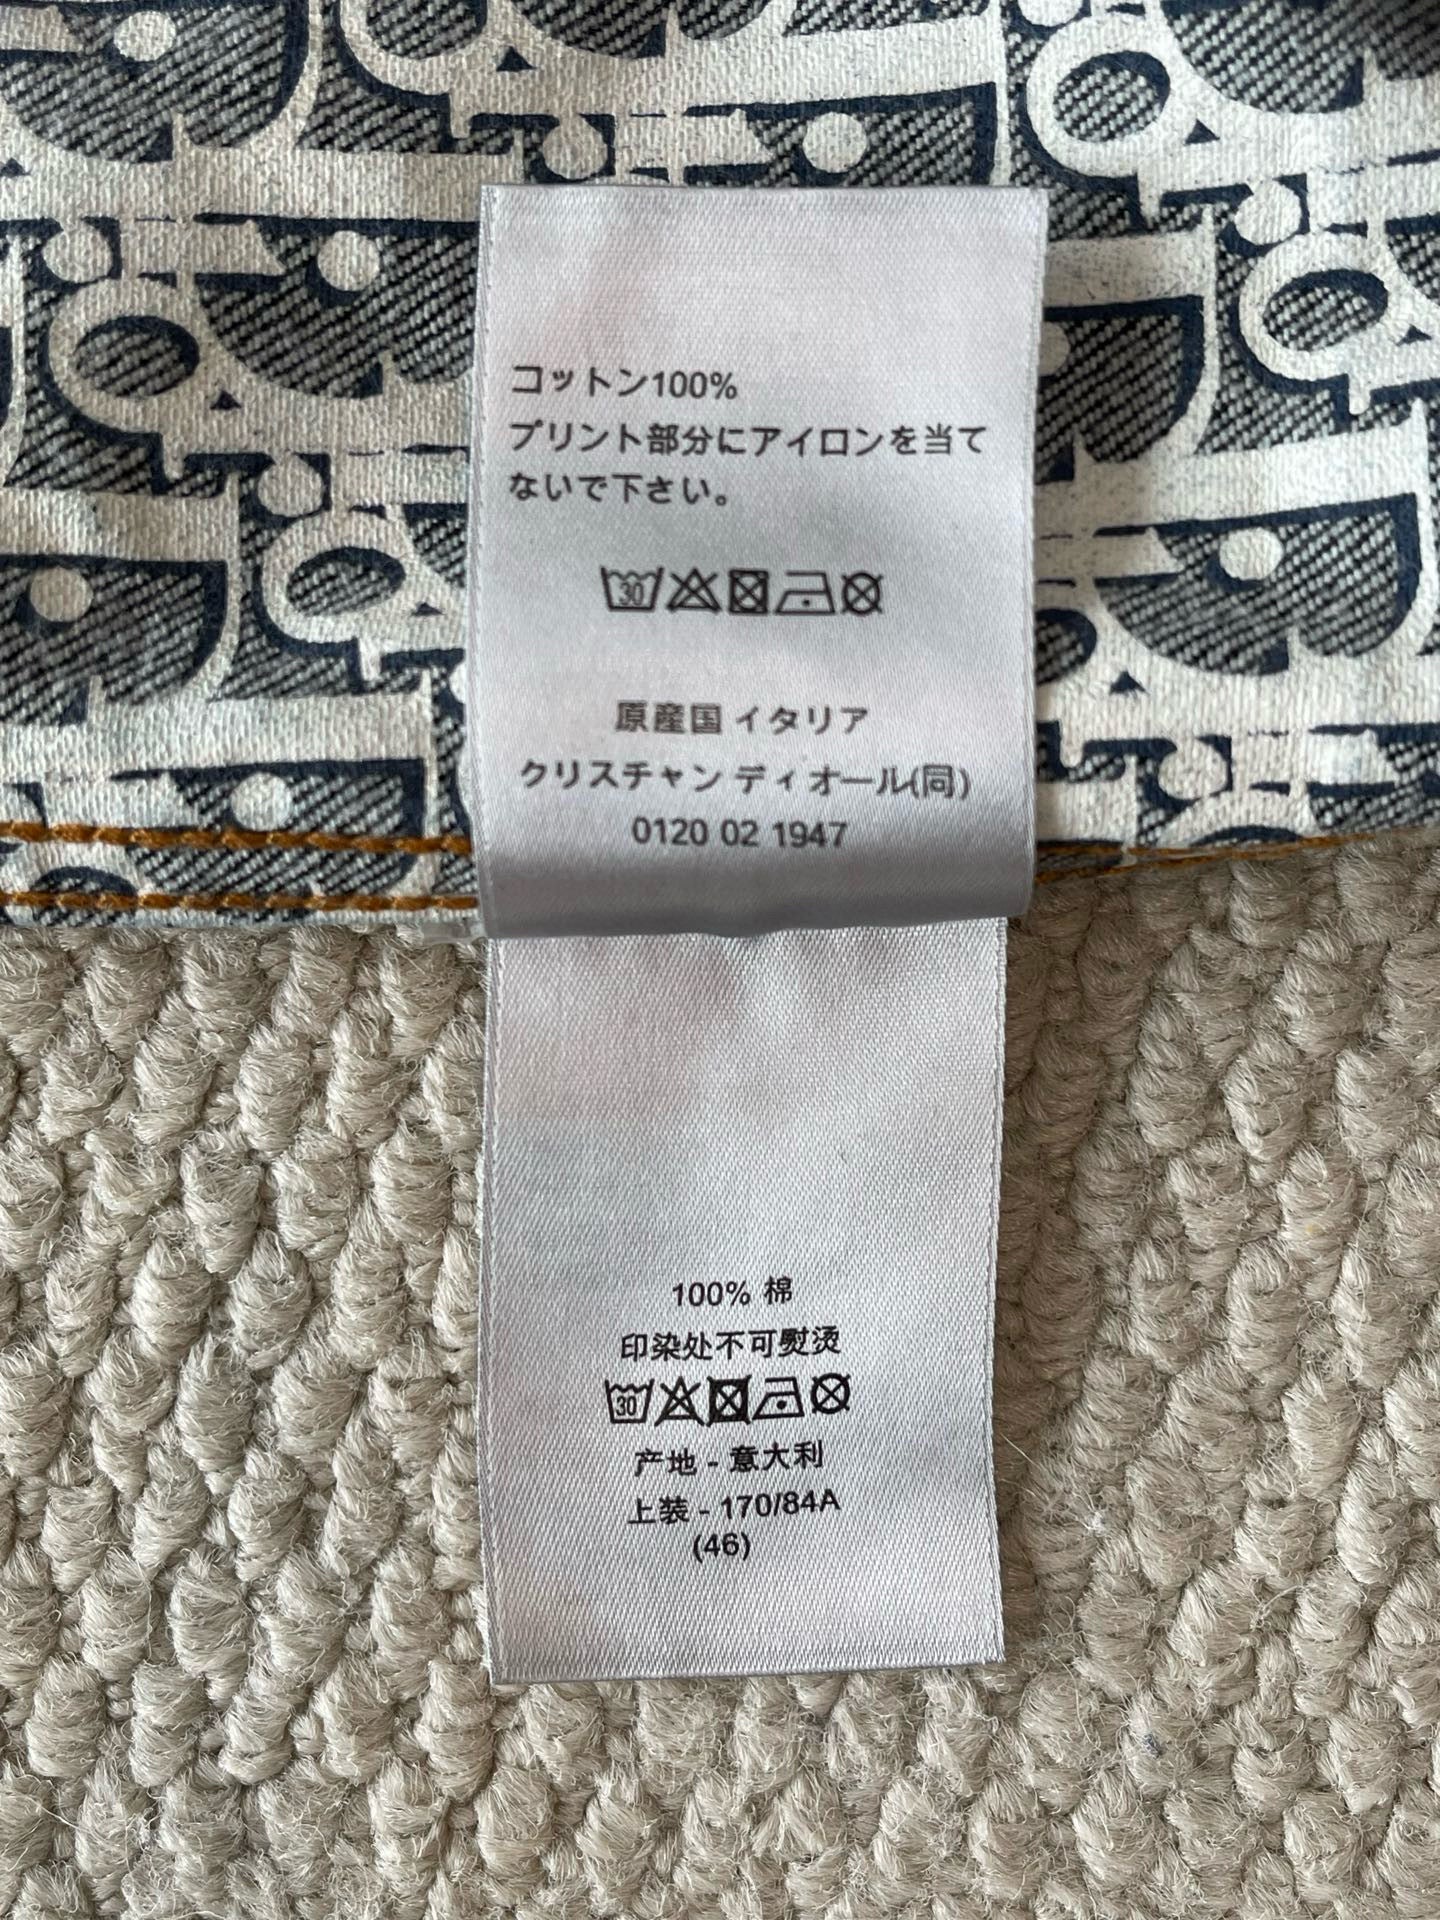 コットン100%
プリント部分にアイロンを当て
ないで下さい。
30
原産国 イタリア
クリスチャン ディオール(同)
0120 02 1947
100% 棉
印染处不可熨烫
30
产地 - 意大利
上装 - 170/84A
(46)